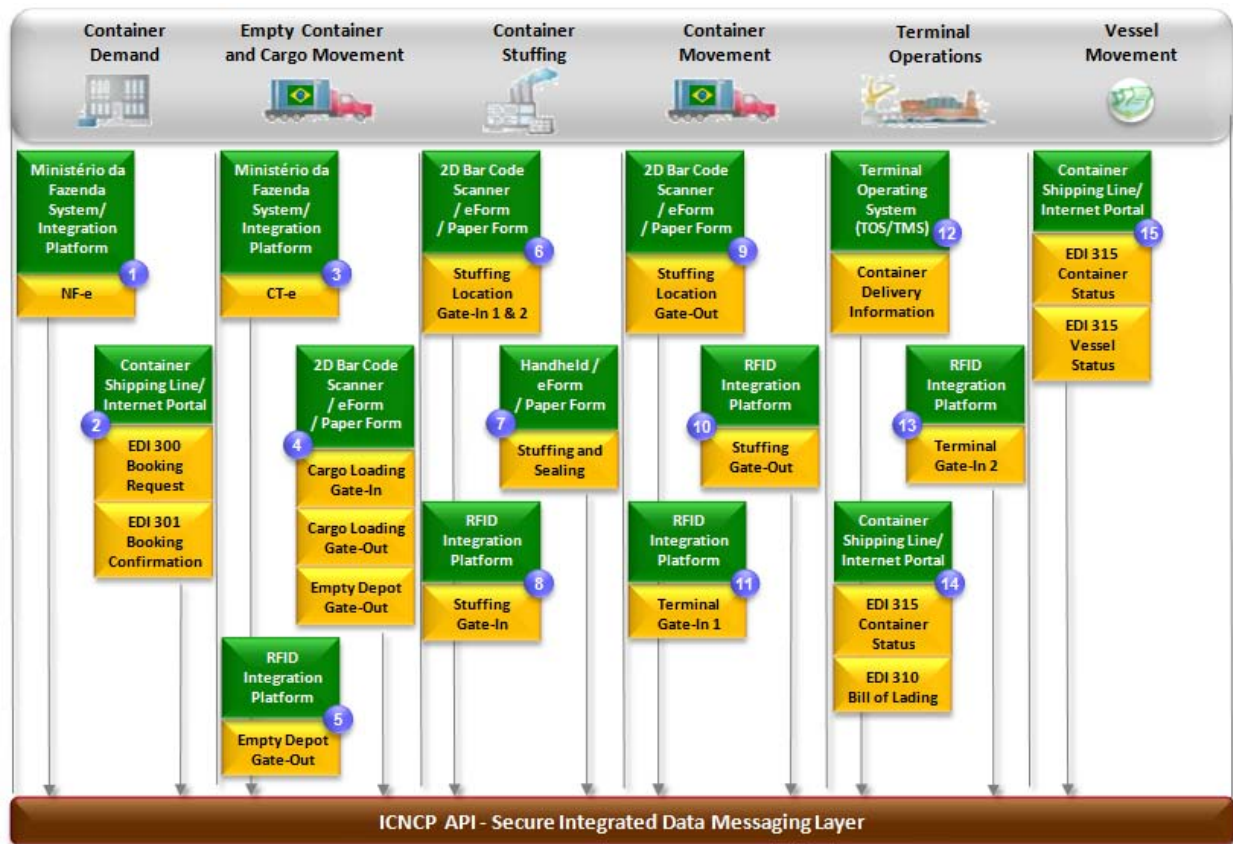 Container
Demand
Empty Container
and Cargo Movement
Container
Stuffing
Container
Movement
Terminal
Operations
Vessel
Movement
Ministério da
Fazenda
System/
Integration
Platform
1
NF-e
Container
Shipping Line/
Internet Portal
2
EDI 300
Booking
Request
EDI 301
Booking
Confirmation
Ministério da
Fazenda
System/
Integration
Platform
3
CT-e
2D Bar Code
Scanner
/ eForm
/ Paper Form
4
Cargo Loading
Gate-In
Cargo Loading
Gate-Out
Empty Depot
Gate-Out
RFID
Integration
Platform
5
Empty Depot
Gate-Out
2D Bar Code
Scanner
/ eForm
/ Paper Form
6
Stuffing
Location
Gate-In 1 & 2
Handheld /
eForm
/ Paper Form
7
Stuffing and
Sealing
RFID
Integration
Platform
8
Stuffing
Gate-In
2D Bar Code
Scanner
/ eForm
/ Paper Form
9
Stuffing
Location
Gate-Out
RFID
Integration
Platform
10
Stuffing
Gate-Out
RFID
Integration
Platform
11
Terminal
Gate-In 1
Terminal
Operating
System
(TOS/TMS)
12
Container
Delivery
Information
RFID
Integration
Platform
13
Terminal
Gate-In 2
Container
Shipping Line/
Internet Portal
14
EDI 315
Container
Status
EDI 310
Bill of Lading
Container
Shipping Line/
Internet Portal
15
EDI 315
Container
Status
EDI 315
Vessel
Status
ICNCP API - Secure Integrated Data Messaging Layer